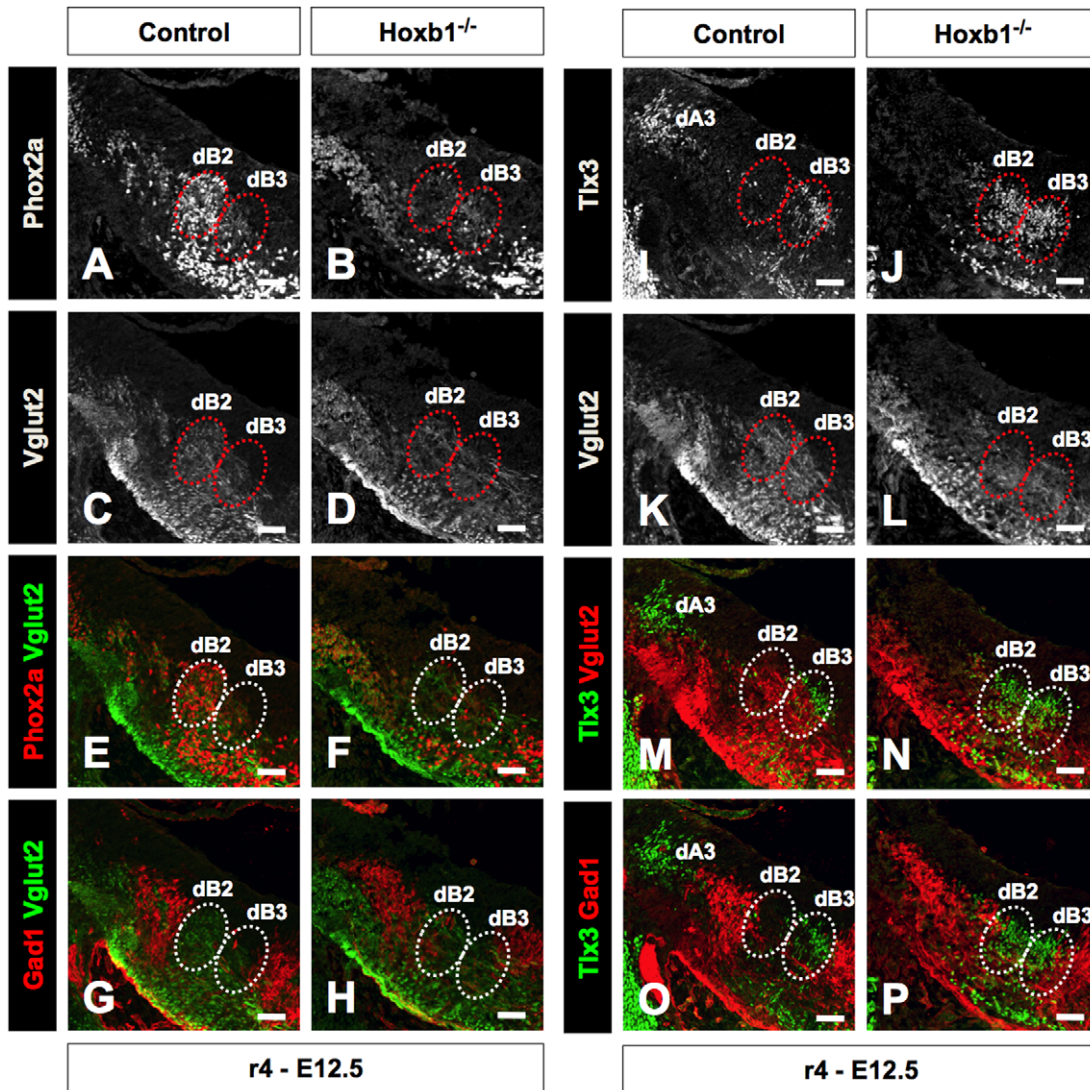 Control
Hoxb1-/-
Control
Hoxb1-/-
Phox2a
dB2
dB3
A
dB2
dB3
B
Tlx3
dA3
dB2
dB3
I
dB2
dB3
J
Vglut2
dB2
dB3
C
dB2
dB3
D
Vglut2
dB2
dB3
K
dB2
dB3
L
Phox2a Vglut2
dB2
dB3
E
dB2
dB3
F
Tlx3 Vglut2
dA3
dB2
dB3
M
dB2
dB3
N
Gad1 Vglut2
dB2
dB3
G
dB2
dB3
H
Tlx3 Gad1
dA3
dB2
dB3
O
dB2
dB3
P
r4 - E12.5
r4 - E12.5